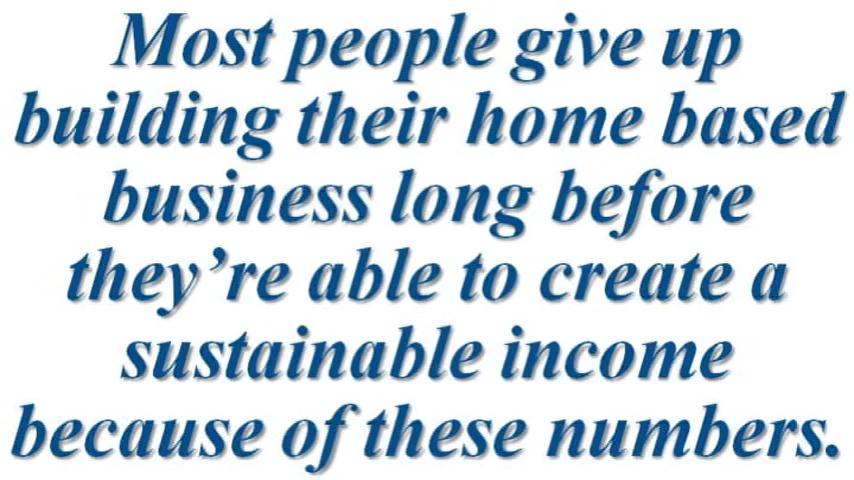 Most people give up
building their home based
business long before
they’re able to create a
sustainable income
because of these numbers.